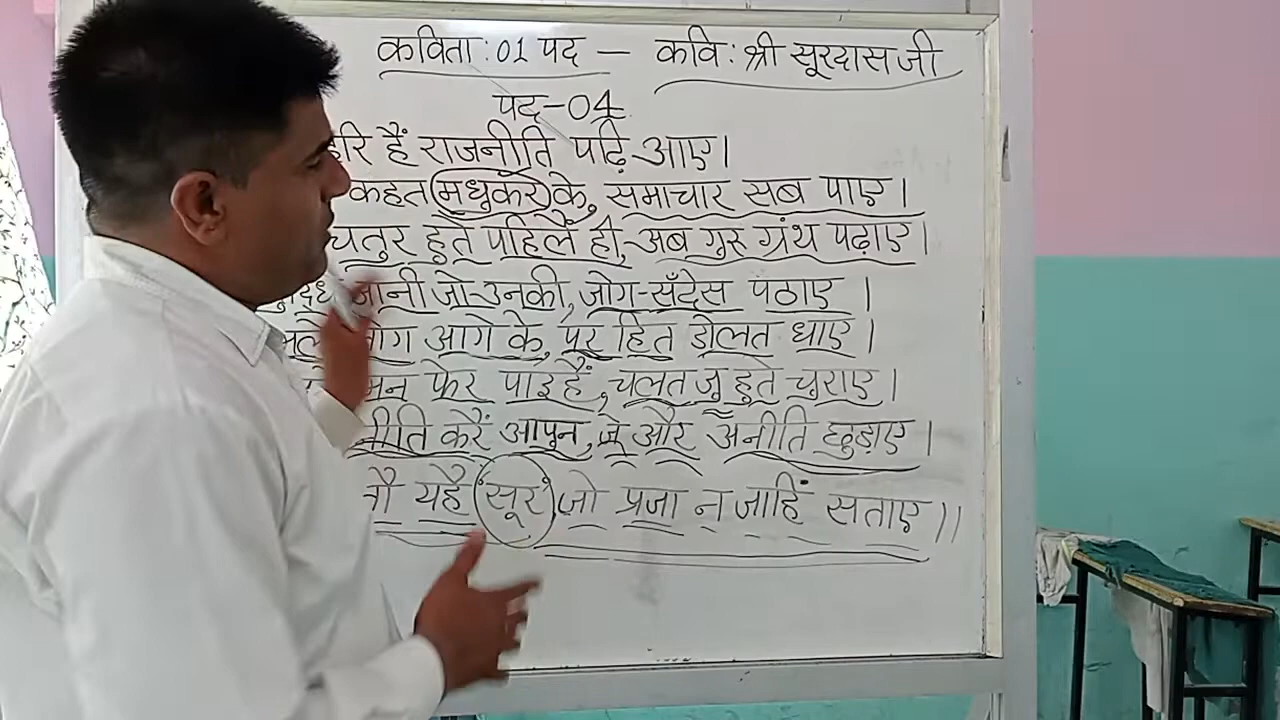 कविता : 01 पद — कवि : श्री सूरदास जी
पद-04
हरि हैं राजनीति पढ़ि आए।
कहत मधुकर के, समाचार सब पाए।
चतुर हुते पहिलैं ही, अब गुरु ग्रंथ पढ़ाए।
जानी जो उनकी, जोग-सँदेस पठाए।
लोग आगे के, पर हित डोलत धाए।
मन फेर पाइहैं, चलत जु हुते चुराए।
नीति करैं आपुन, जे और अनीति छुड़ाए।
तौ यहै 'सूर' जो प्रजा न जाहिं सताए।।